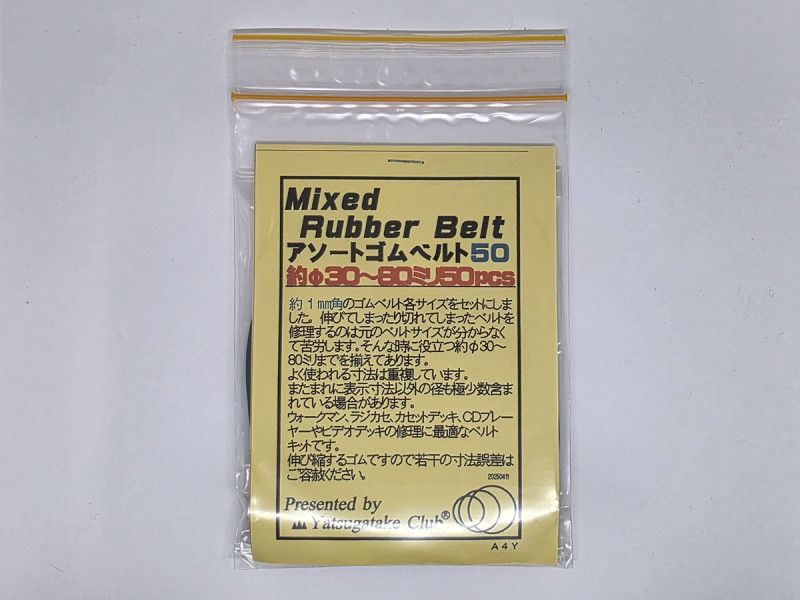 Mixed
Rubber Belt
アソートゴムベルト50
約φ30～80ミリ50pcs
約1mm角のゴムベルト各サイズをセットにしま
した。伸びてしまったり切れてしまったベルトを
修理するのは元のベルトサイズが分からなく
て苦労します。そんな時に役立つ約φ30～
80ミリまでを揃えてあります。
よく使われる寸法は重複しています。
またまれに表示寸法以外の径も極少数含ま
れている場合があります。
ウォークマン、ラジカセ、カセットデッキ、CDプレー
ヤーやビデオデッキの修理に最適なベルト
キットです。
伸び縮するゴムですので若干の寸法誤差は
ご容赦ください。
20250411
Presented by
Yatsugatake Club®
A4Y